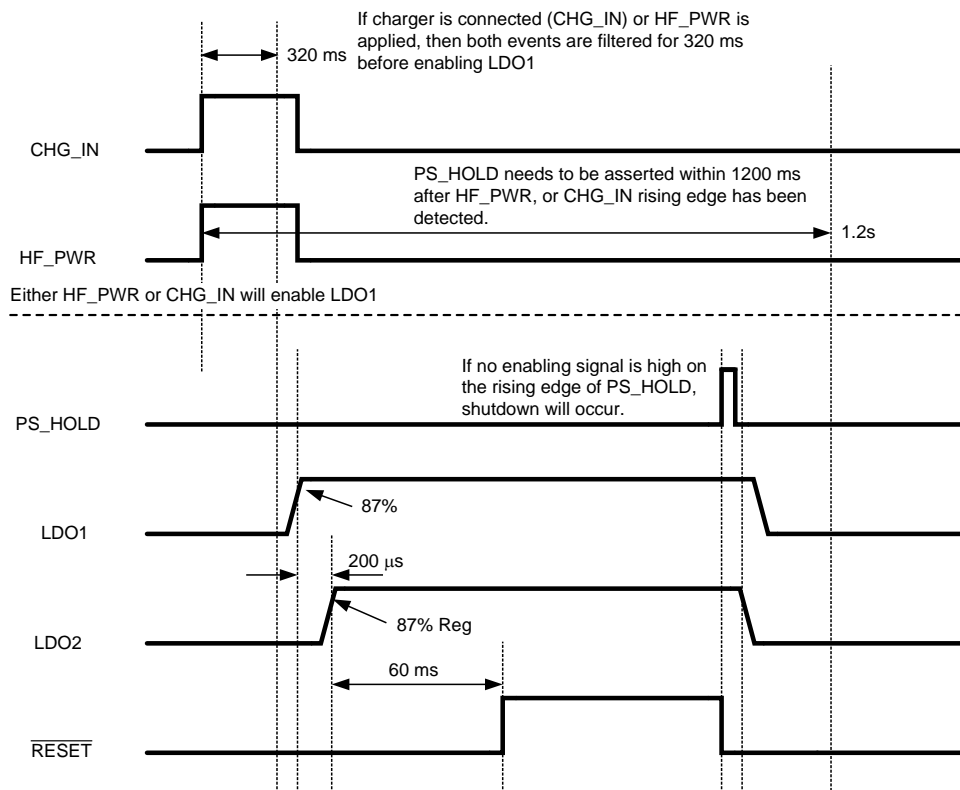 If charger is connected (CHG_IN) or HF_PWR is
applied, then both events are filtered for 320 ms
before enabling LDO1
320 ms
CHG_IN
PS_HOLD needs to be asserted within 1200 ms
after HF_PWR, or CHG_IN rising edge has been
detected.
1.2s
HF_PWR
Either HF_PWR or CHG_IN will enable LDO1
If no enabling signal is high on
the rising edge of PS_HOLD,
shutdown will occur.
PS_HOLD
87%
LDO1
200 μs
87% Reg
LDO2
60 ms
RESET